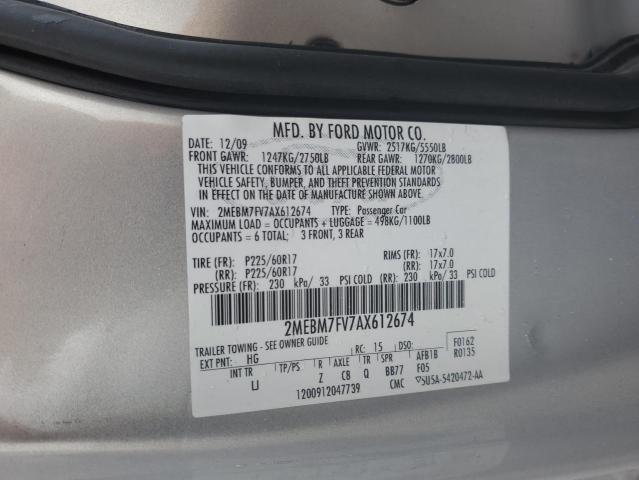 MFD. BY FORD MOTOR CO.
DATE: 12/09 GVWR: 2517KG/5550LB
FRONT GAWR: 1247KG/2750LB REAR GAWR: 1270KG/2800LB
THIS VEHICLE CONFORMS TO ALL APPLICABLE FEDERAL MOTOR
VEHICLE SAFETY, BUMPER, AND THEFT PREVENTION STANDARDS
IN EFFECT ON THE DATE OF MANUFACTURE SHOWN ABOVE.
VIN: 2MEBM7FV7AX612674 TYPE: Passenger Car
MAXIMUM LOAD = OCCUPANTS + LUGGAGE = 498KG/1100LB
OCCUPANTS = 6 TOTAL; 3 FRONT, 3 REAR
TIRE (FR): P225/60R17 RIMS (FR): 17x7.0
(RR): P225/60R17 (RR): 17x7.0
PRESSURE (FR): 230 kPa/ 33 PSI COLD (RR): 230 kPa/ 33 PSI COLD
2MEBM7FV7AX612674
TRAILER TOWING - SEE OWNER GUIDE
EXT PNT: HG RC: 15 DSO: F0162
R0135
INT TR TP/PS R AXLE TR SPR AFB1B
LJ Z C8 Q BB77 F05
1200912047739 CMC 5U5A-5420472-AA